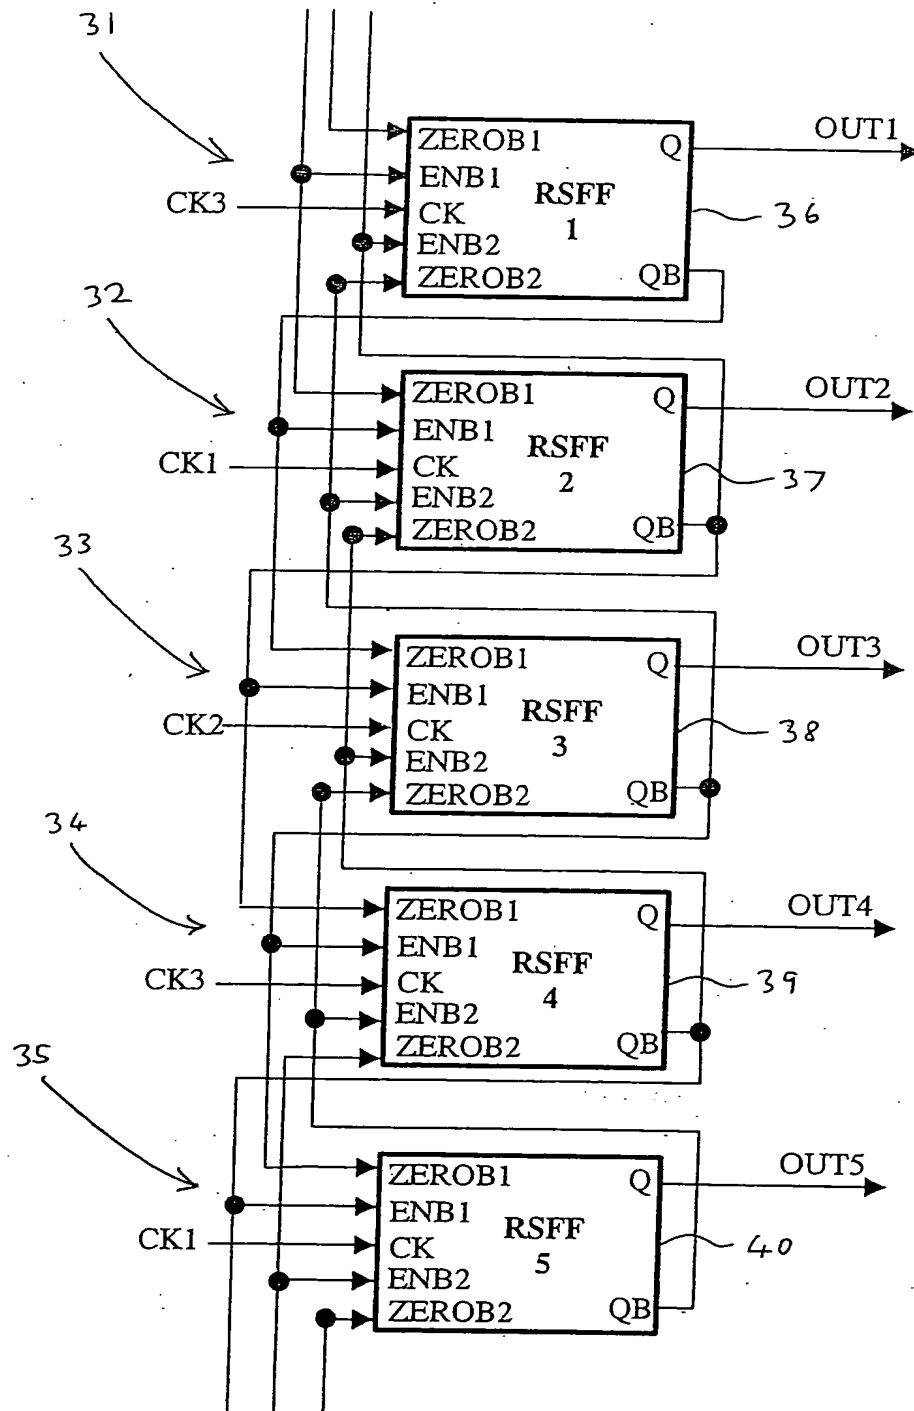 31
OUT1
ZEROB1
Q
ENB1
CK3
RSFF
1
CK
36
ENB2
QB
ZEROB2
32
OUT2
ZEROB1
Q
ENB1
RSFF
2
CK1
CK
37
ENB2
QB
ZEROB2
33
OUT3
ZEROB1
Q
ENB1
RSFF
3
CK2
CK
38
ENB2
QB
ZEROB2
34
OUT4
ZEROB1
Q
ENB1
RSFF
4
CK3
CK
39
ENB2
QB
ZEROB2
35
OUT5
ZEROB1
Q
ENB1
RSFF
5
CK1
CK
40
ENB2
QB
ZEROB2